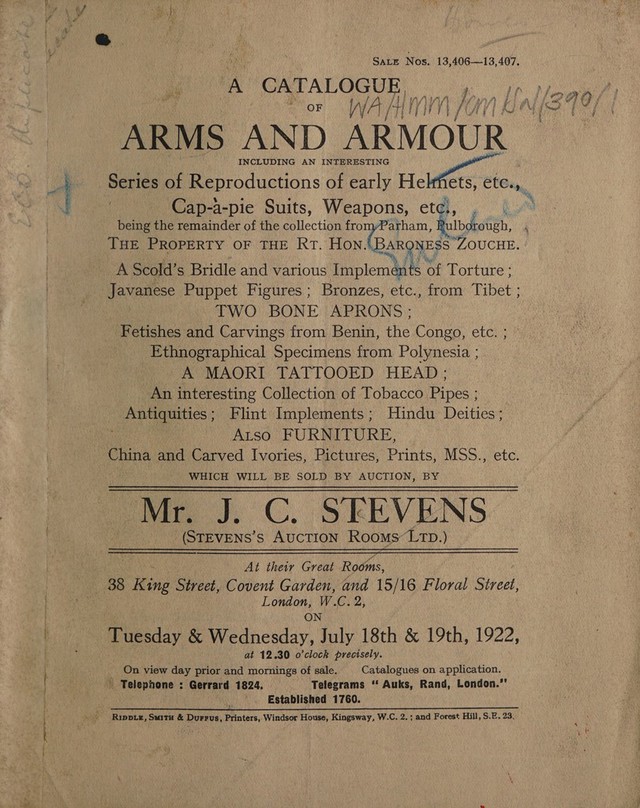 SALE NOS. 13,406—13,407.
A CATALOGUE
OF
WA/HMM/CM/Sal/390/1
ARMS AND ARMOUR
INCLUDING AN INTERESTING
Series of Reproductions of early Helmets, etc.,
Cap-à-pie Suits, Weapons, etc.,
being the remainder of the collection from Parham, Pulborough,
THE PROPERTY OF THE RT. HON. BARONESS ZOUCHE.
A Scold's Bridle and various Implements of Torture ;
Javanese Puppet Figures ; Bronzes, etc., from Tibet ;
TWO BONE APRONS ;
Fetishes and Carvings from Benin, the Congo, etc. ;
Ethnographical Specimens from Polynesia ;
A MAORI TATTOOED HEAD ;
An interesting Collection of Tobacco Pipes ;
Antiquities ; Flint Implements ; Hindu Deities ;
ALSO FURNITURE,
China and Carved Ivories, Pictures, Prints, MSS., etc.
WHICH WILL BE SOLD BY AUCTION, BY
Mr. J. C. STEVENS
(STEVENS'S AUCTION ROOMS LTD.)
At their Great Rooms,
38 King Street, Covent Garden, and 15/16 Floral Street,
London, W.C. 2,
ON
Tuesday & Wednesday, July 18th & 19th, 1922,
at 12.30 o'clock precisely.
On view day prior and mornings of sale. Catalogues on application.
Telephone : Gerrard 1824. Telegrams "Auks, Rand, London."
Established 1760.
RIDDLE, SMITH & DUFFUS, Printers, Windsor House, Kingsway, W.C. 2. ; and Forest Hill, S.E. 23.